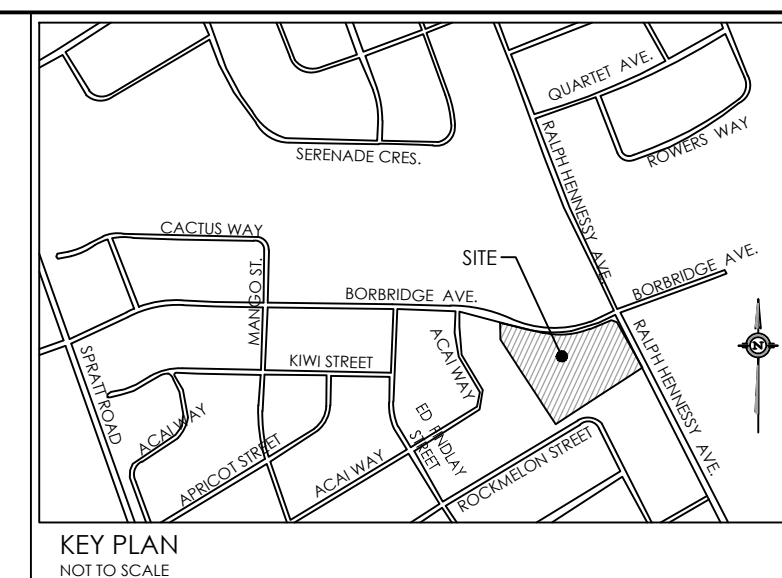 QUARTET AVE.
ROWERS WAY
RALPH HENNESSY AVE.
SERENADE CRES.
CACTUS WAY
MANGO ST.
SITE
BORBRIDGE AVE.
BORBRIDGE AVE.
N
SPRATT ROAD
KIWI STREET
ACAI WAY
RALPH HENNESSY AVE.
ACAI WAY
APRICOT STREET
ACAI WAY
ED FINDLAY
STREET
ROCKMELON STREET
KEY PLAN
NOT TO SCALE